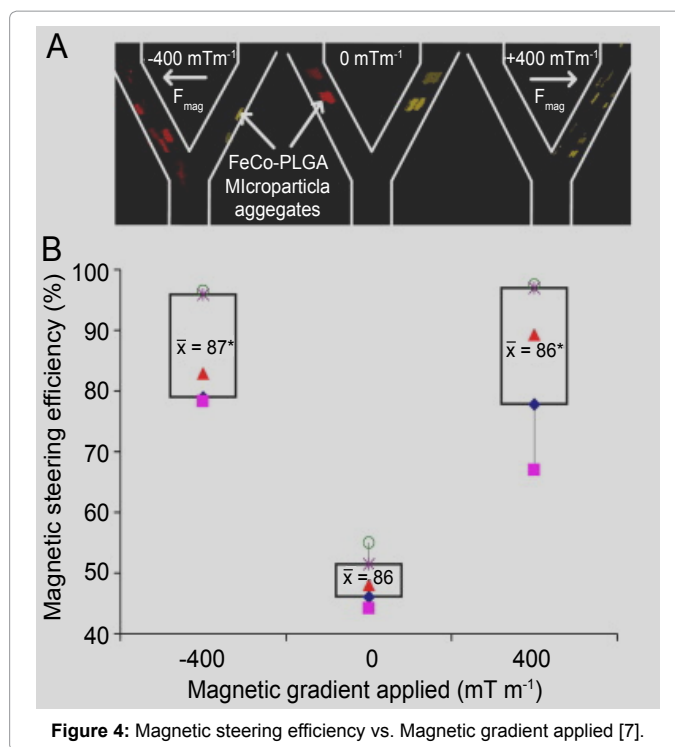 A
-400 mTm-1 0 mTm-1 +400 mTm-1
Fmag Fmag
FeCo-PLGA
MIcroparticla
aggegates
B
Magnetic steering efficiency (%)
100
90
80
70
60
50
40
x̄ = 87*
x̄ = 86*
x̄ = 86
-400 0 400
Magnetic gradient applied (mT m-1)
Figure 4: Magnetic steering efficiency vs. Magnetic gradient applied [7].